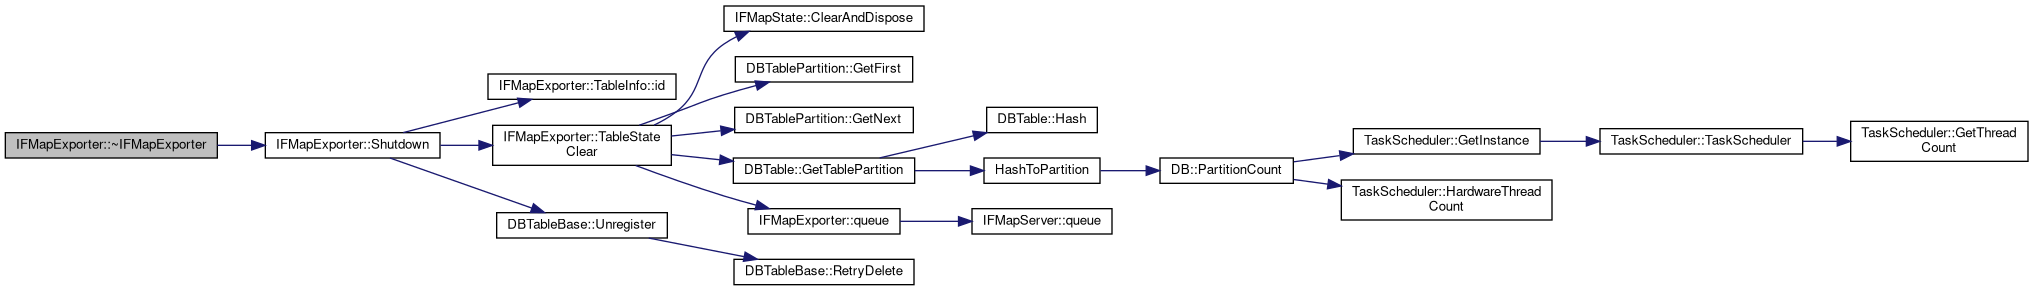 IFMapExporter::~IFMapExporter
IFMapExporter::Shutdown
IFMapExporter::TableInfo::id
IFMapExporter::TableState
Clear
DBTableBase::Unregister
IFMapState::ClearAndDispose
DBTablePartition::GetFirst
DBTablePartition::GetNext
DBTable::GetTablePartition
IFMapExporter::queue
DBTableBase::RetryDelete
DBTable::Hash
HashToPartition
IFMapServer::queue
DB::PartitionCount
TaskScheduler::GetInstance
TaskScheduler::HardwareThread
Count
TaskScheduler::TaskScheduler
TaskScheduler::GetThread
Count